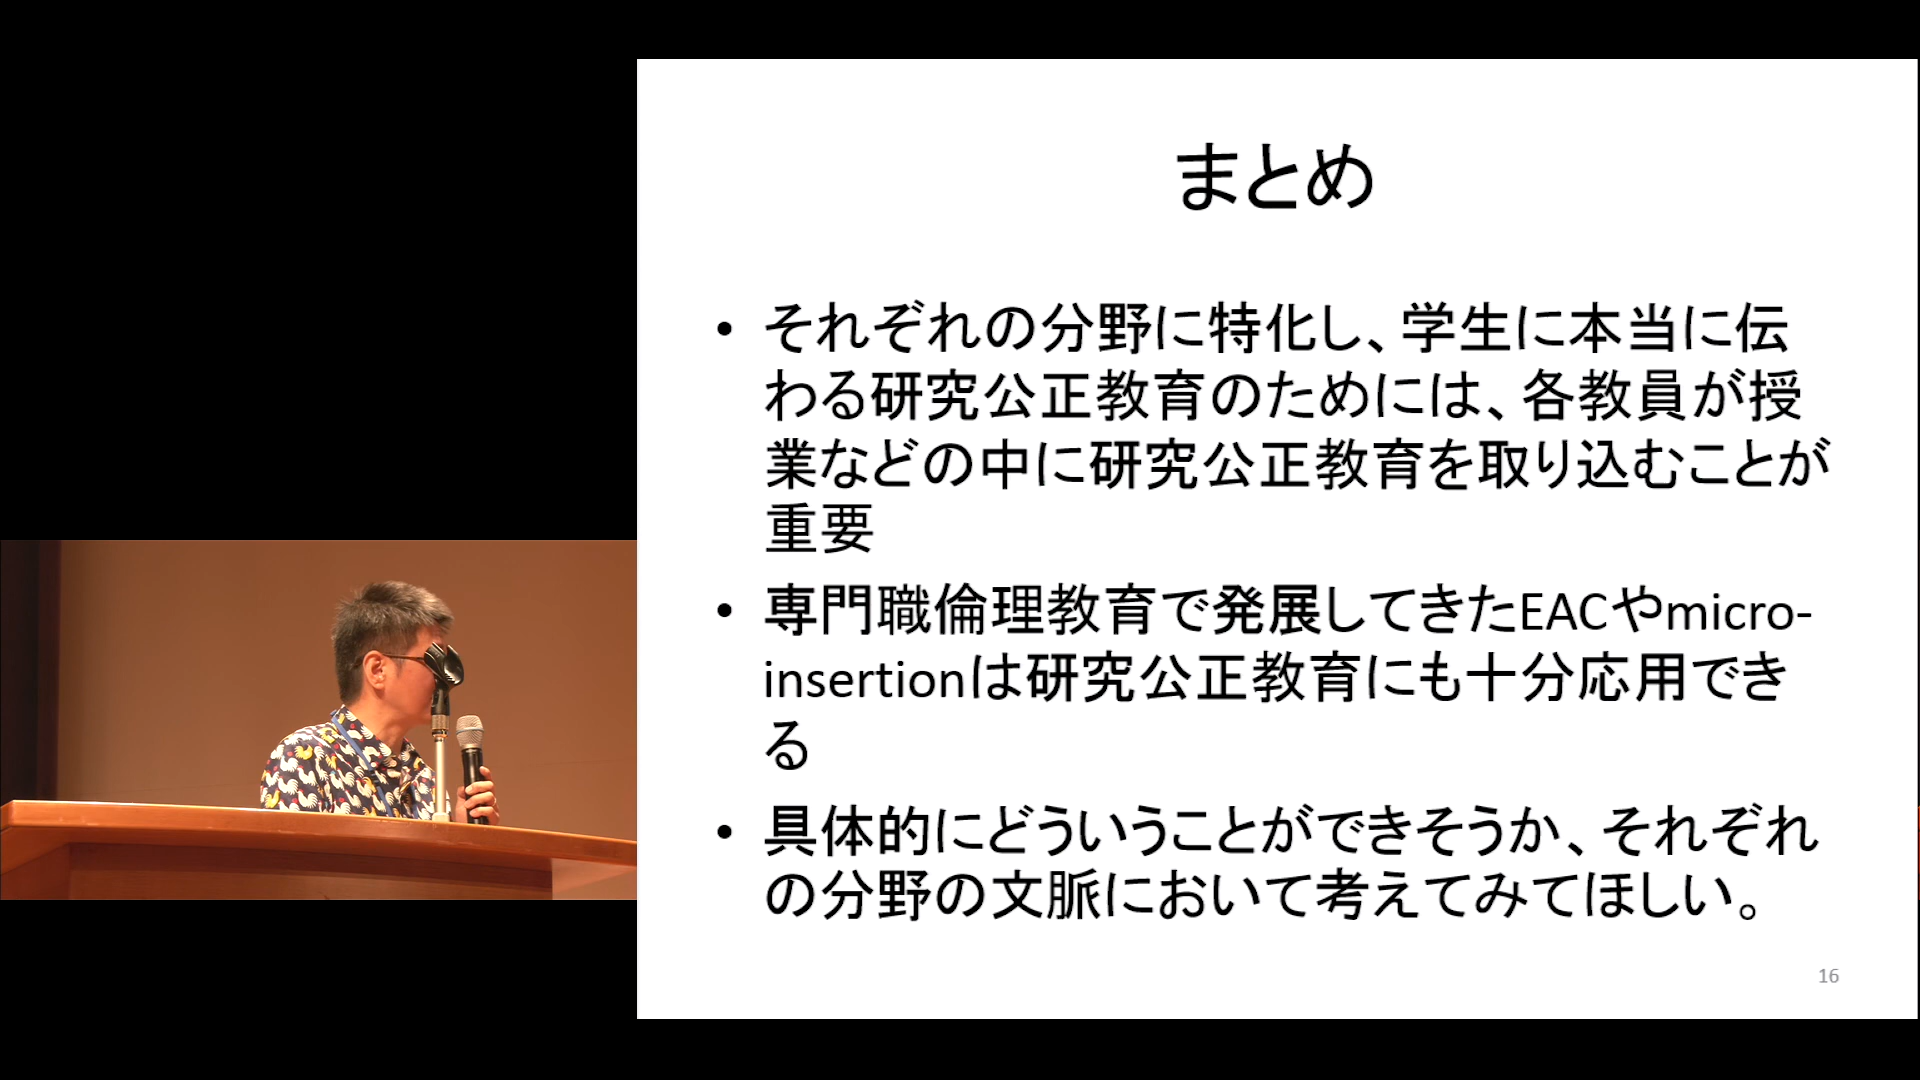 まとめ
• それぞれの分野に特化し、学生に本当に伝
わる研究公正教育のためには、各教員が授
業などの中に研究公正教育を取り込むことが
重要
• 専門職倫理教育で発展してきたEACやmicro-
insertionは研究公正教育にも十分応用でき
る
• 具体的にどういうことができそうか、それぞれ
の分野の文脈において考えてみてほしい。
16